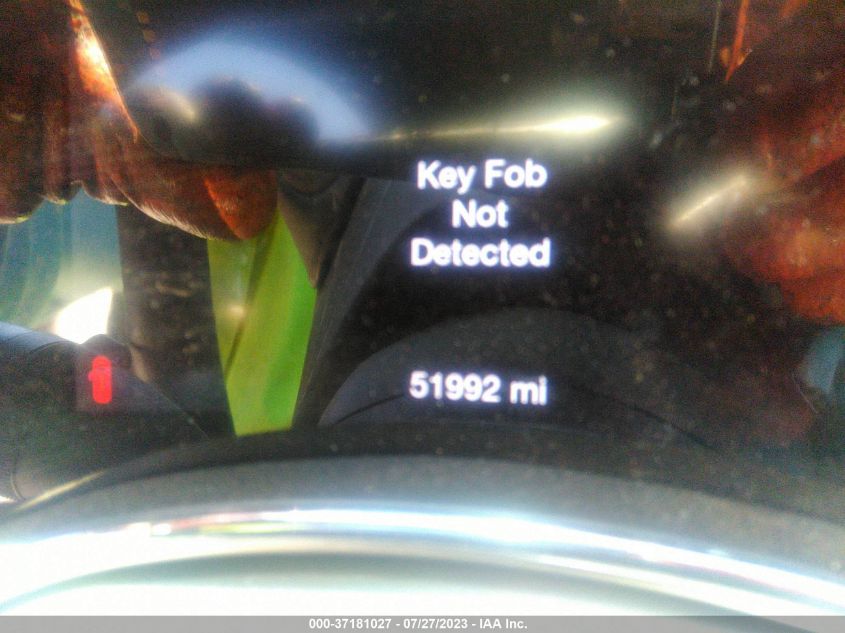 Key Fob
Not
Detected
51992 mi
000-37181027 - 07/27/2023 - IAA Inc.